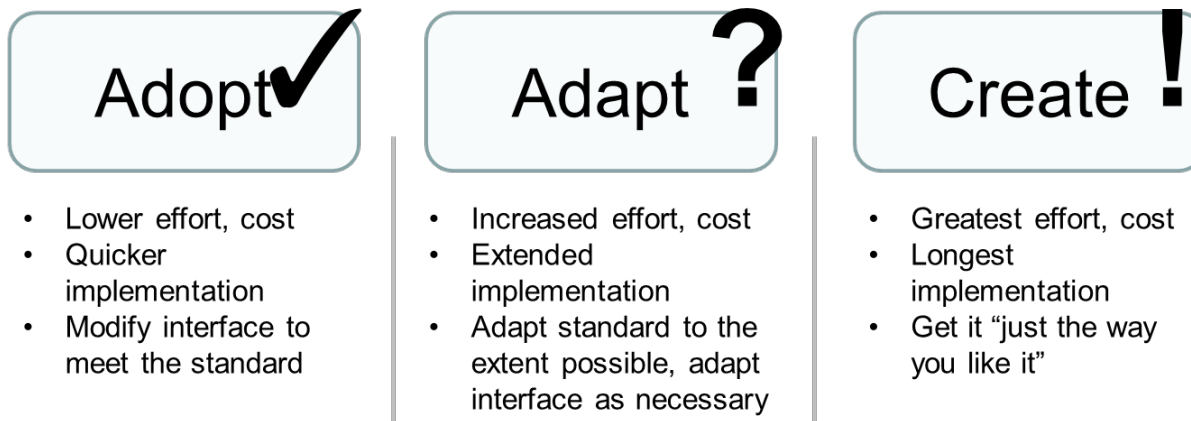 Adopt✓
Adapt?
Create!
• Lower effort, cost
• Quicker
implementation
• Modify interface to
meet the standard
• Increased effort, cost
• Extended
implementation
• Adapt standard to the
extent possible, adapt
interface as necessary
• Greatest effort, cost
• Longest
implementation
• Get it “just the way
you like it”